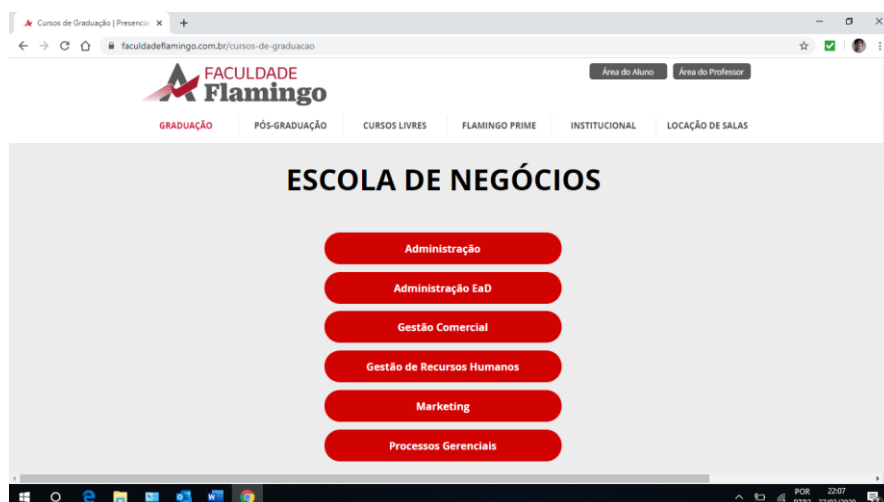 Cursos de Graduação | Presencia
faculdadeflamingo.com.br/cursos-de-graduacao
FACULDADE
Flamingo
Área do Aluno Área do Professor
GRADUAÇÃO PÓS-GRADUAÇÃO CURSOS LIVRES FLAMINGO PRIME INSTITUCIONAL LOCAÇÃO DE SALAS
ESCOLA DE NEGÓCIOS
Administração
Administração EaD
Gestão Comercial
Gestão de Recursos Humanos
Marketing
Processos Gerenciais
POR 22:07